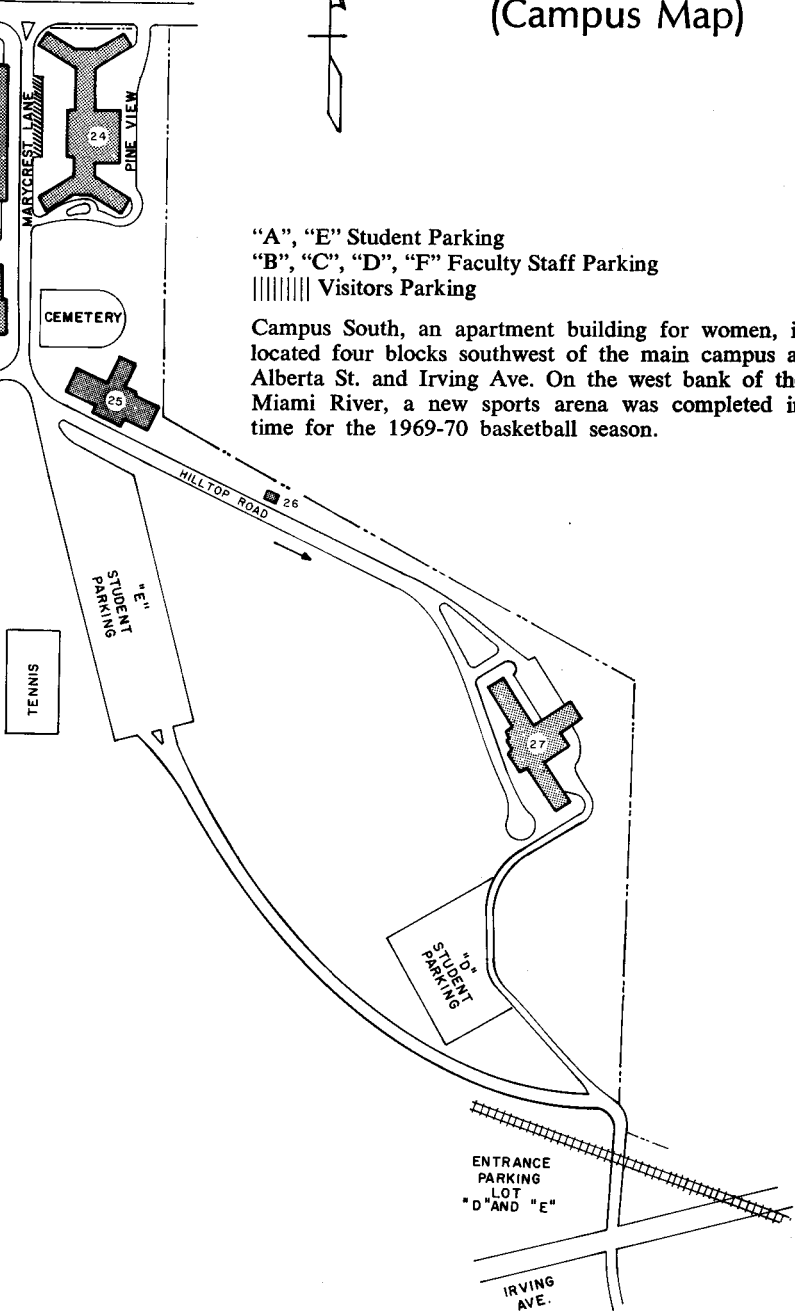 (Campus Map)
MARYCREST LANE
24
PINE VIEW
"A", "E" Student Parking
"B", "C", "D", "F" Faculty Staff Parking
||||||||| Visitors Parking
CEMETERY
Campus South, an apartment building for women, i
located four blocks southwest of the main campus a
Alberta St. and Irving Ave. On the west bank of th
Miami River, a new sports arena was completed i
time for the 1969-70 basketball season.
25
HILLTOP ROAD
26
"E"
STUDENT
PARKING
TENNIS
27
"D"
STUDENT
PARKING
ENTRANCE
PARKING
LOT
"D" AND "E"
IRVING
AVE.